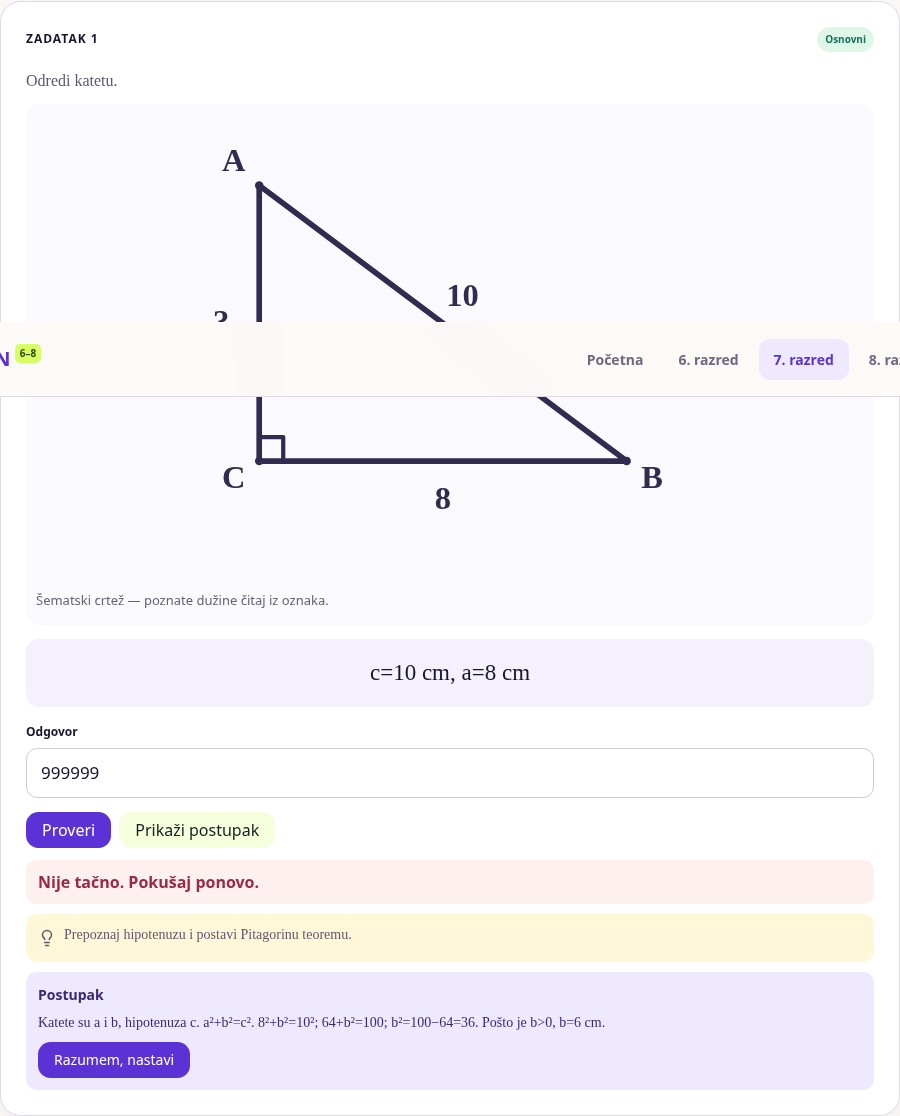 ZADATAK 1
Osnovni
Odredi katetu.
A
10
N 6–8
Početna
6. razred
7. razred
C
B
8
Šematski crtež — poznate dužine čitaj iz oznaka.
c=10 cm, a=8 cm
Odgovor
999999
Proveri
Prikaži postupak
Nije tačno. Pokušaj ponovo.
Prepoznaj hipotenuzu i postavi Pitagorinu teoremu.
Postupak
Katete su a i b, hipotenuza c. a²+b²=c². 8²+b²=10²; 64+b²=100; b²=100−64=36. Pošto je b>0, b=6 cm.
Razumem, nastavi